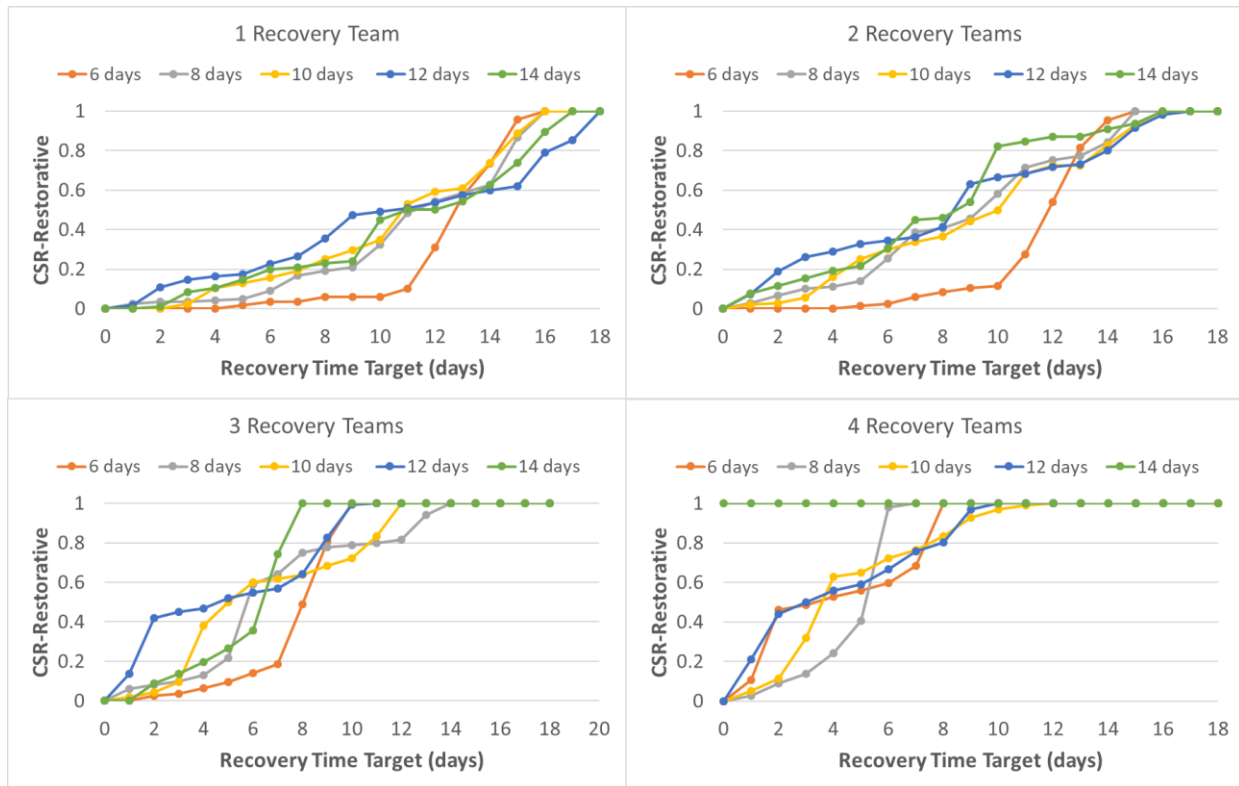 1 Recovery Team
6 days 8 days 10 days 12 days 14 days
CSR-Restorative
1
0.8
0.6
0.4
0.2
0
0 2 4 6 8 10 12 14 16 18
Recovery Time Target (days)
2 Recovery Teams
6 days 8 days 10 days 12 days 14 days
CSR-Restorative
1
0.8
0.6
0.4
0.2
0
0 2 4 6 8 10 12 14 16 18
Recovery Time Target (days)
3 Recovery Teams
6 days 8 days 10 days 12 days 14 days
CSR-Restorative
1
0.8
0.6
0.4
0.2
0
0 2 4 6 8 10 12 14 16 18 20
Recovery Time Target (days)
4 Recovery Teams
6 days 8 days 10 days 12 days 14 days
CSR-Restorative
1
0.8
0.6
0.4
0.2
0
0 2 4 6 8 10 12 14 16 18
Recovery Time Target (days)